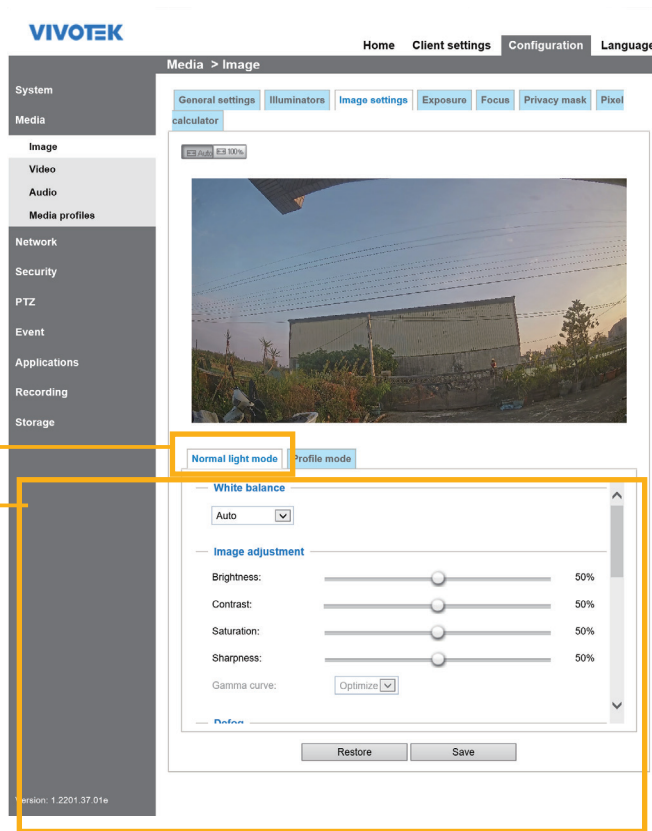 VIVOTEK
Home Client settings Configuration Language
Media > Image
System
Media
Image
Video
Audio
Media profiles
Network
Security
PTZ
Event
Applications
Recording
Storage
Version: 1.2201.37.01e
General settings Illuminators Image settings Exposure Focus Privacy mask Pixel
calculator
Auto 100%
Normal light mode Profile mode
White balance
Auto
Image adjustment
Brightness: 50%
Contrast: 50%
Saturation: 50%
Sharpness: 50%
Gamma curve: Optimize
Defog
Restore Save